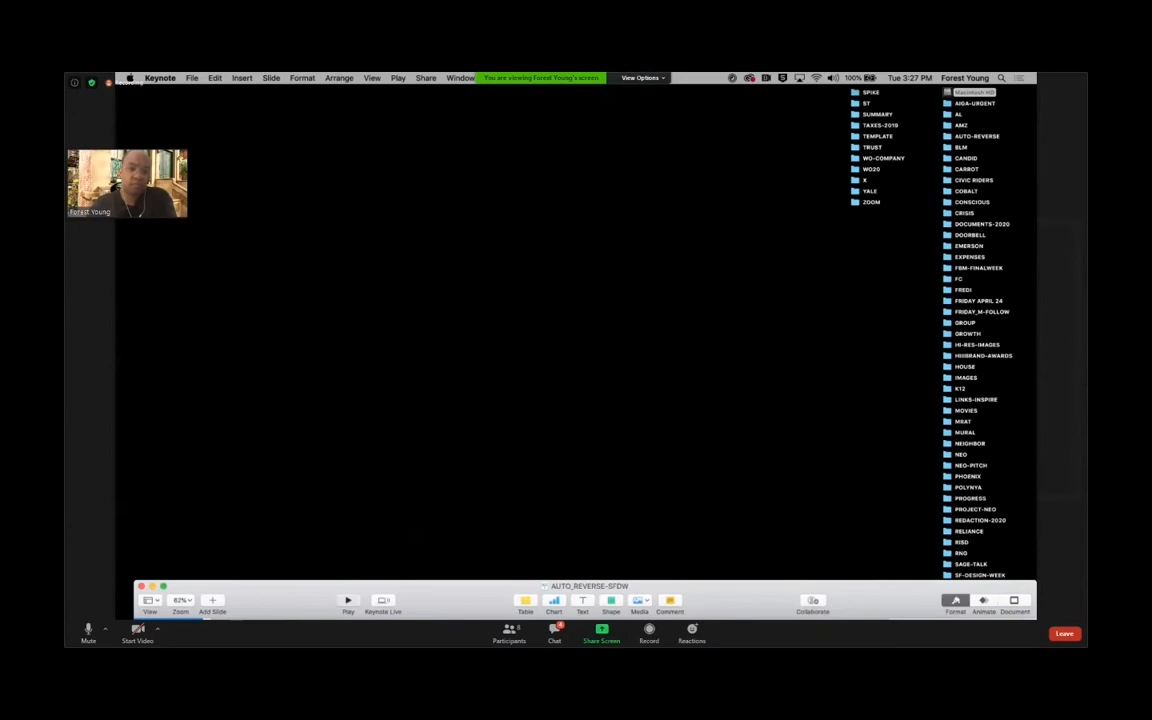 Keynote File Edit Insert Slide Format Arrange View Play Share Window
You are viewing Forest Young's screen
View Options
100%
Tue 3:27 PM Forest Young
Forest Young
SPIKE
ST
SUMMARY
TAXES-2019
TEMPLATE
TRUST
WO-COMPANY
WO20
X
YALE
ZOOM
Macintosh HD
AIGA-URGENT
AL
AMZ
AUTO-REVERSE
BLM
CANDID
CARROT
CIVIC RIDERS
COBALT
CONSCIOUS
CRISIS
DOCUMENTS-2020
DOORBELL
EMERSON
EXPENSES
FBM-FINALWEEK
FC
FREDI
FRIDAY APRIL 24
FRIDAY_M-FOLLOW
GROUP
GROWTH
HI-RES-IMAGES
HIIIBRAND-AWARDS
HOUSE
IMAGES
K12
LINKS-INSPIRE
MOVIES
MRAT
MURAL
NEIGHBOR
NEO
NEO-PITCH
PHOENIX
POLYNYA
PROGRESS
PROJECT-NEO
REDACTION-2020
RELIANCE
RISD
RNG
SAGE-TALK
SF-DESIGN-WEEK
AUTO_REVERSE-SFDW
62%
View Zoom Add Slide Play Keynote Live Table Chart Text Shape Media Comment Collaborate Format Animate Document
8
4
Mute Start Video Participants Chat Share Screen Record Reactions Leave